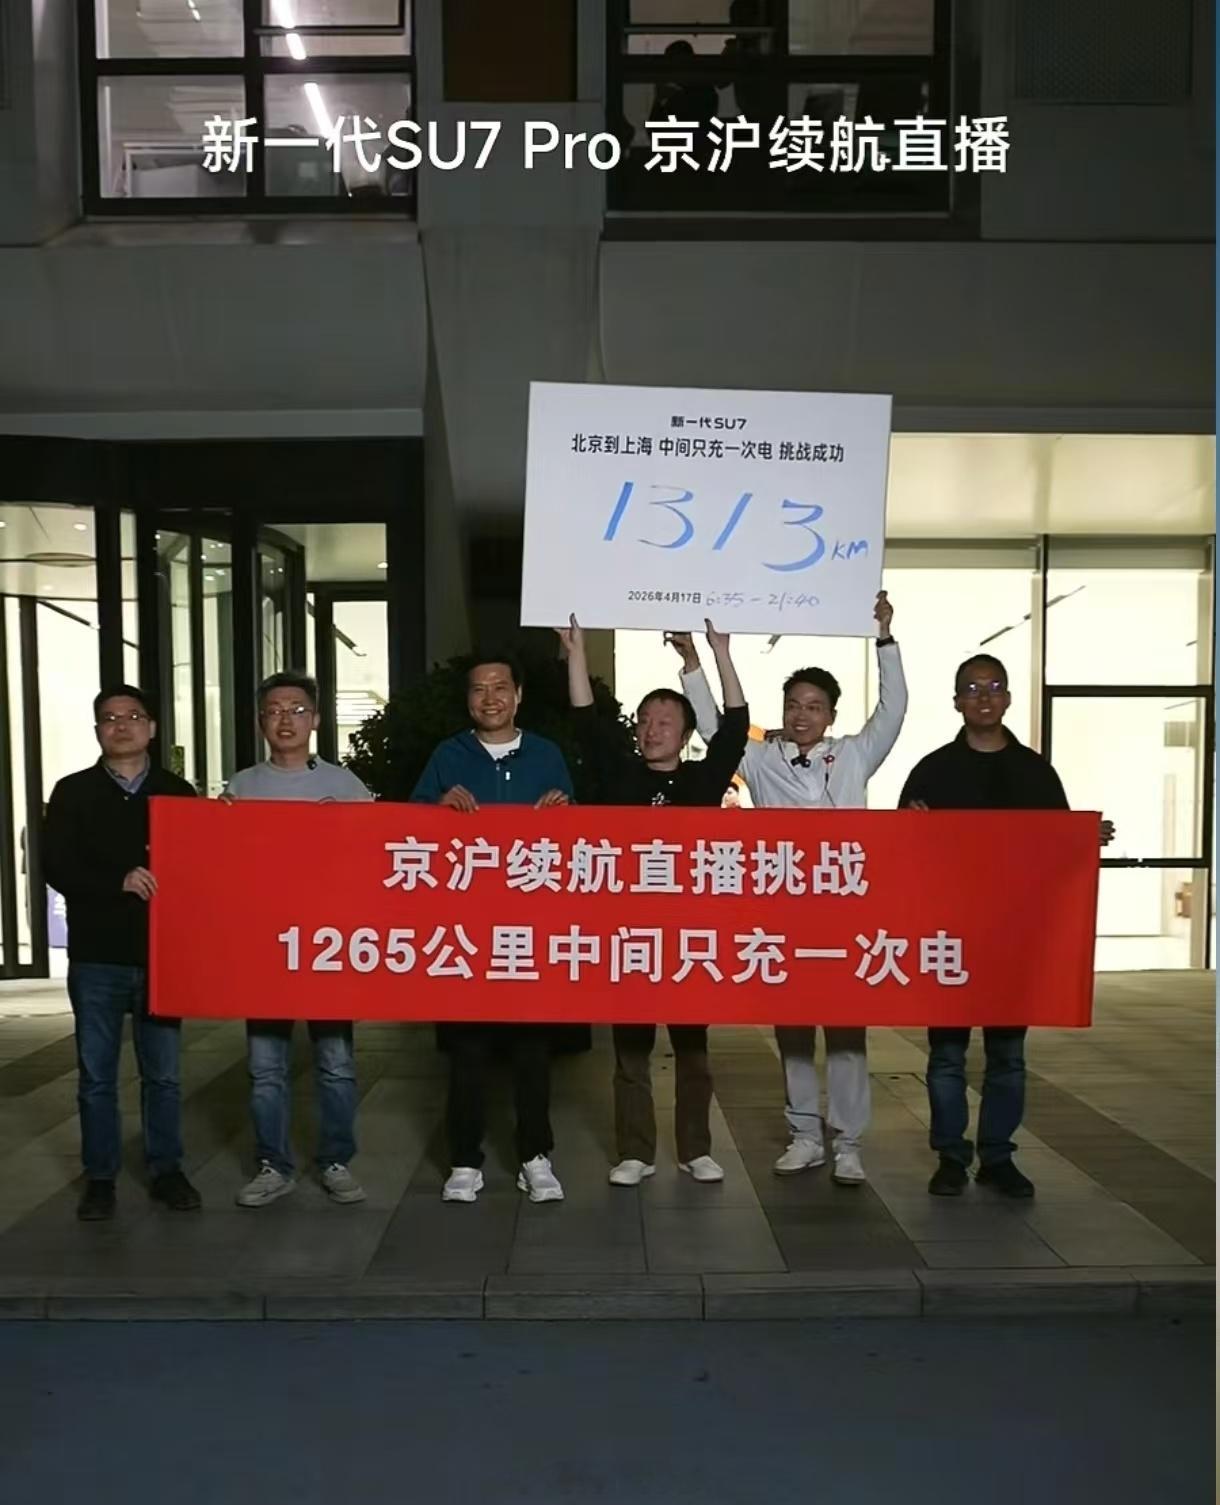 新一代SU7 Pro 京沪续航直播
新一代SU7
北京到上海 中间只充一次电 挑战成功
1313KM
2026年4月17日 6:35-21:40
京沪续航直播挑战
1265公里中间只充一次电